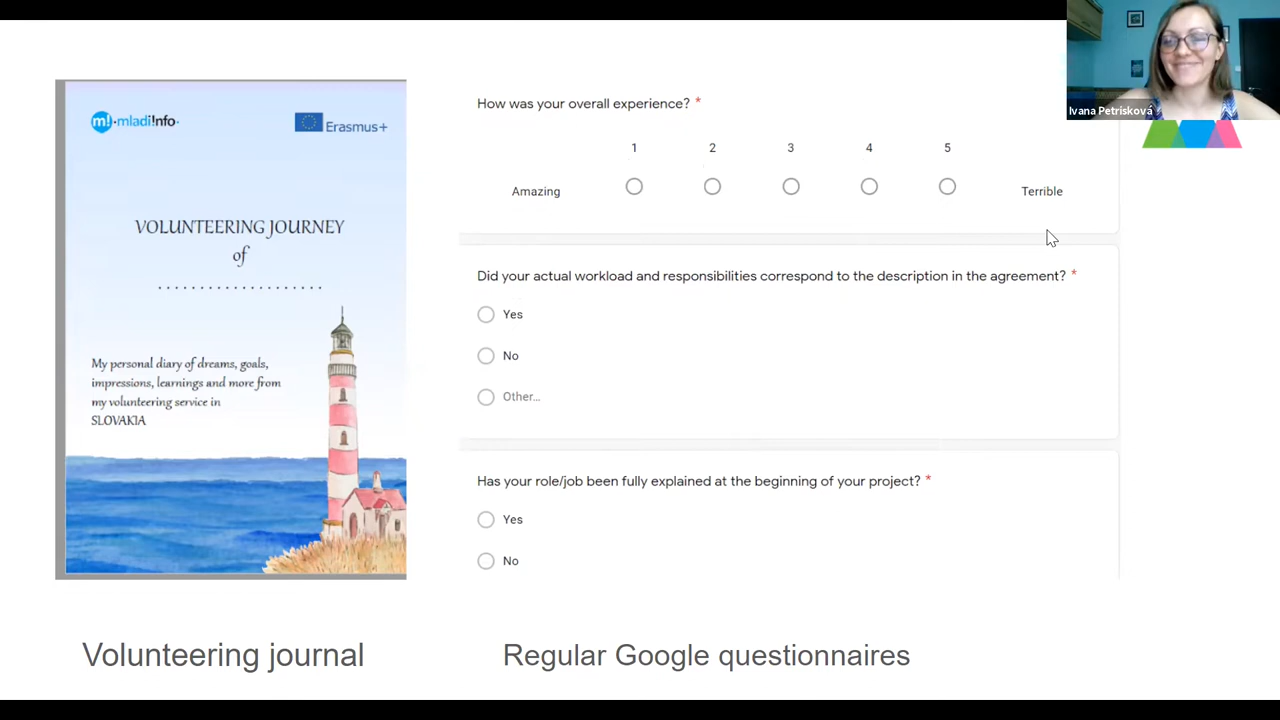 m! mladi!nfo
Erasmus+
VOLUNTEERING JOURNEY
of
....................
My personal diary of dreams, goals,
impressions, learnings and more from
my volunteering service in
SLOVAKIA
Volunteering journal
How was your overall experience? *
1 2 3 4 5
Amazing Terrible
Did your actual workload and responsibilities correspond to the description in the agreement? *
Yes
No
Other...
Has your role/job been fully explained at the beginning of your project? *
Yes
No
Regular Google questionnaires
Ivana Petrisková